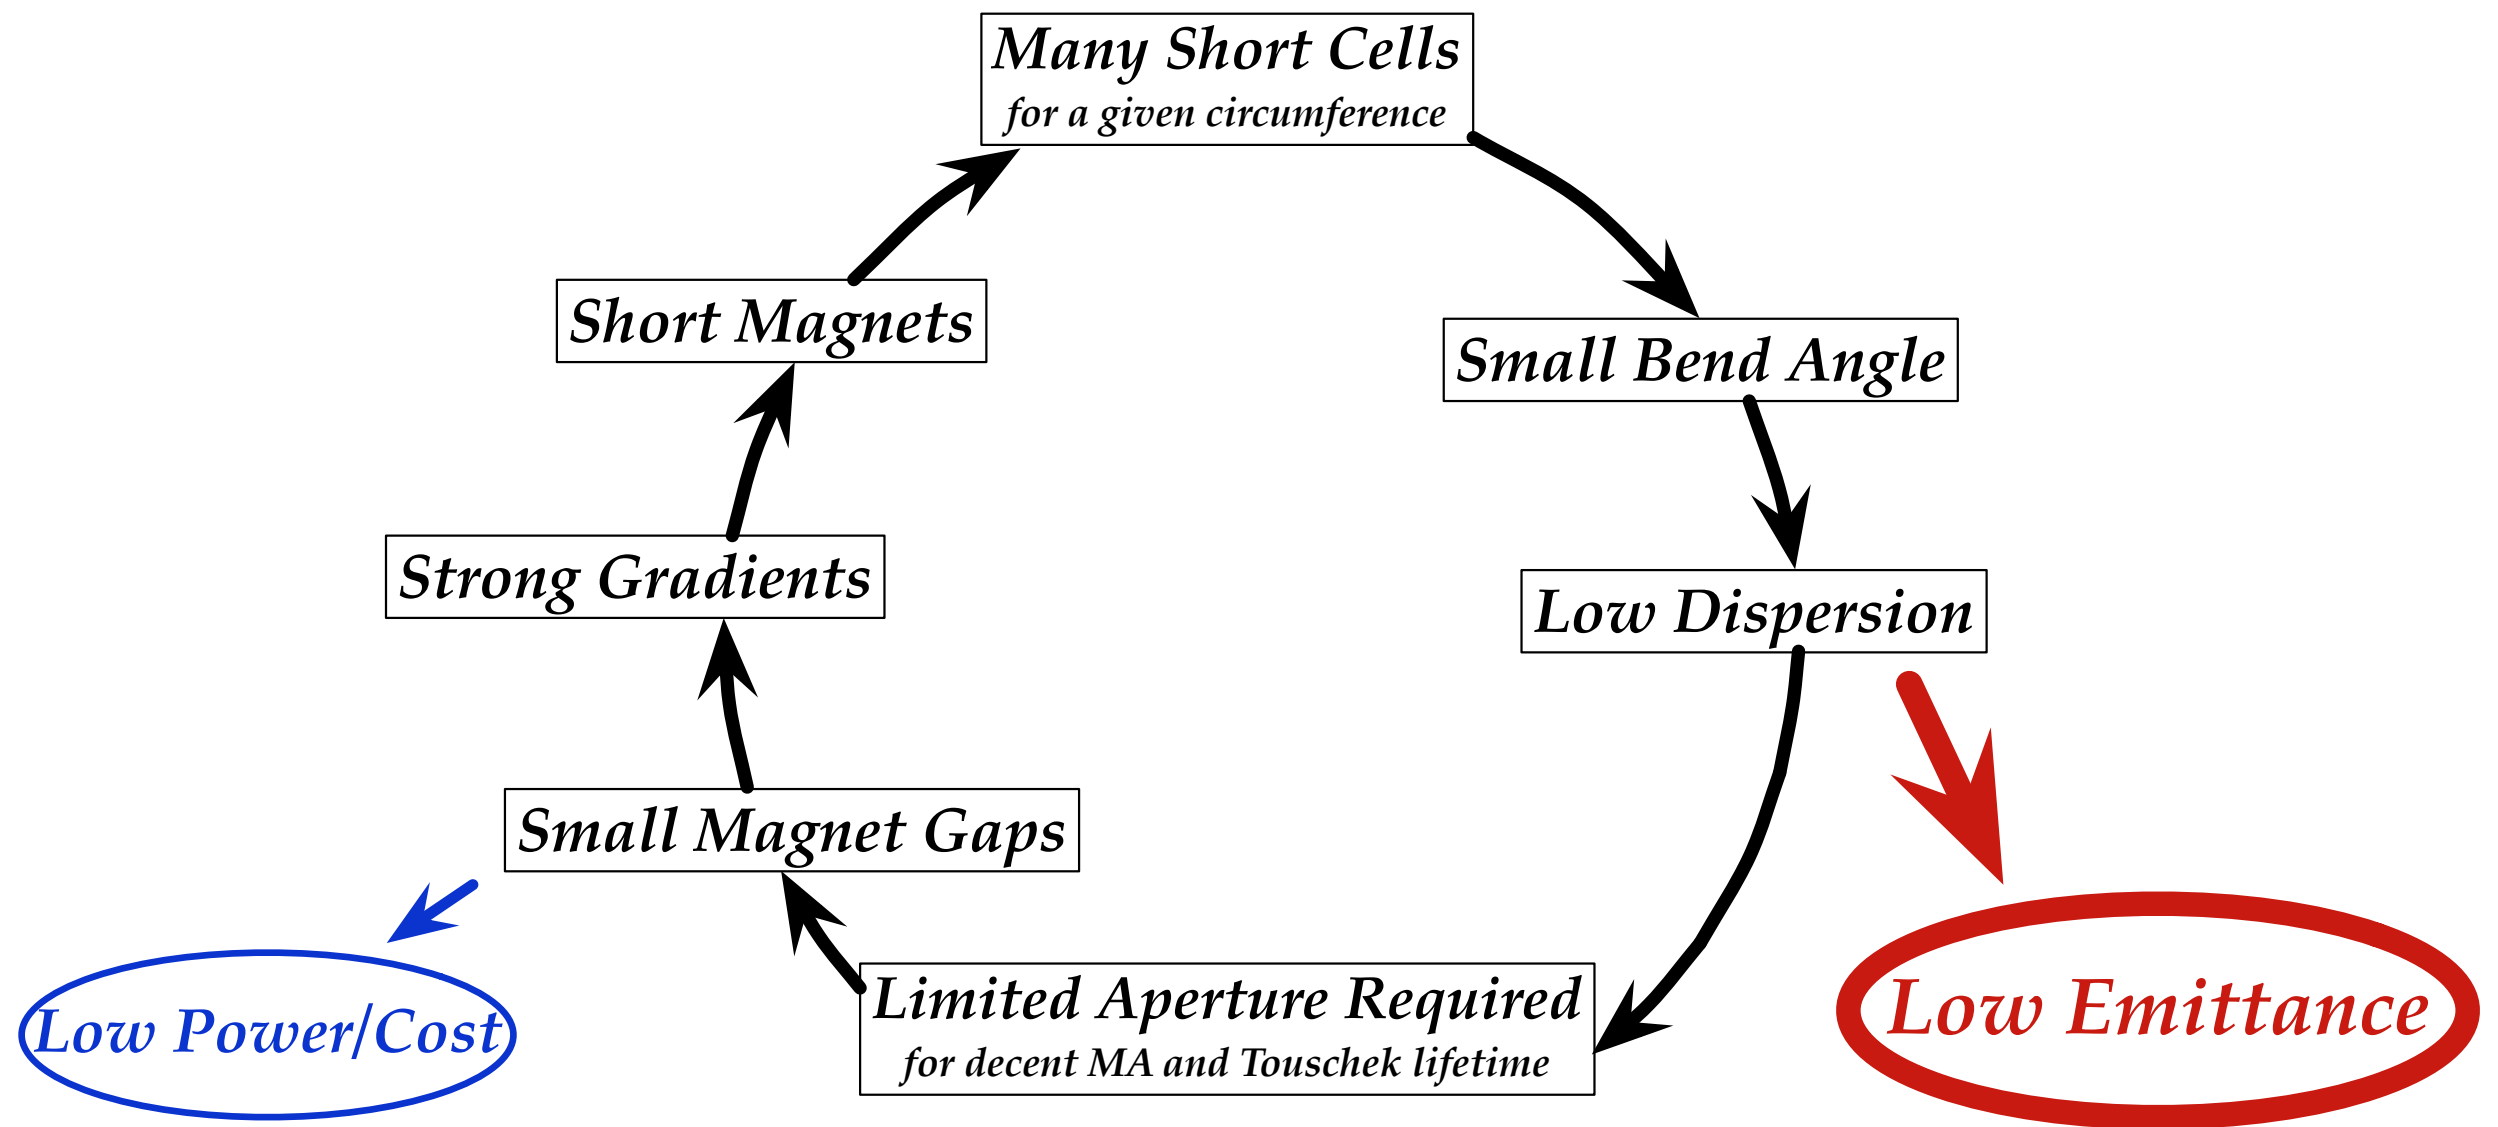 Many Short Cells
for a given circumference
Short Magnets
Small Bend Angle
Strong Gradients
Low Dispersion
Small Magnet Gaps
Limited Aperture Required
for decent MA and Touschek lifetime
Low Power/Cost
Low Emittance